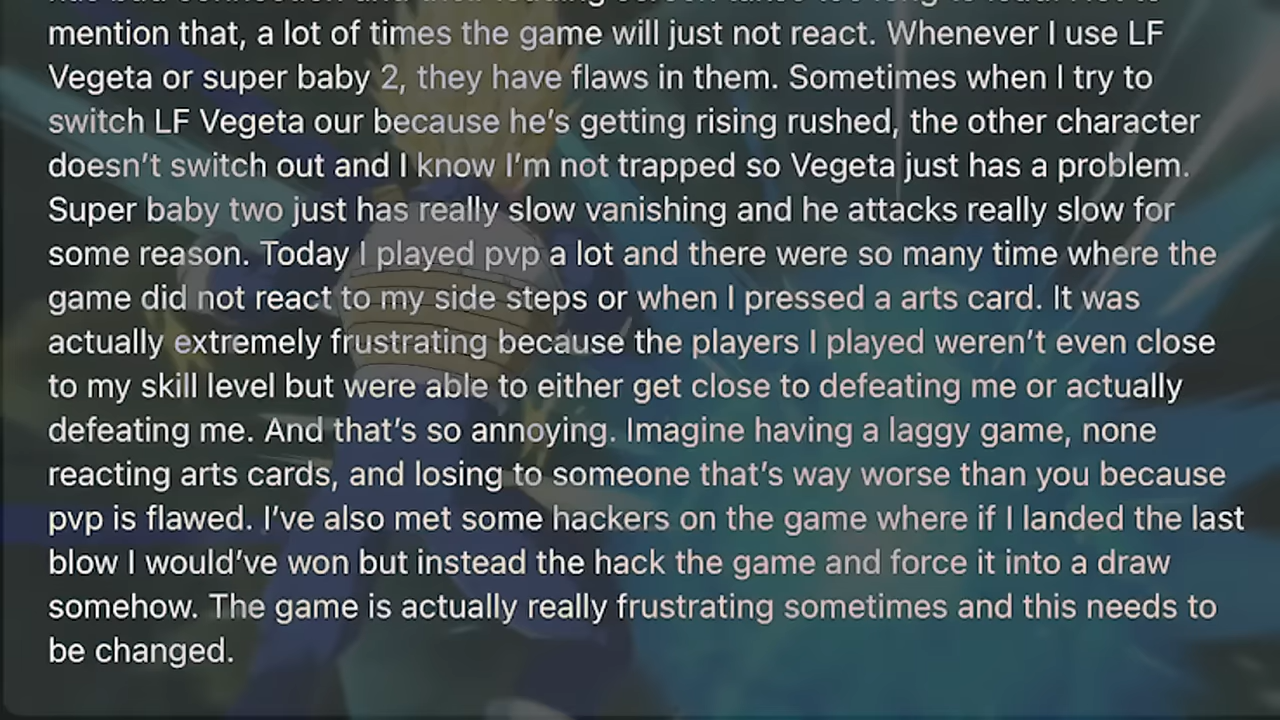 mention that, a lot of times the game will just not react. Whenever I use LF
Vegeta or super baby 2, they have flaws in them. Sometimes when I try to
switch LF Vegeta our because he's getting rising rushed, the other character
doesn't switch out and I know I'm not trapped so Vegeta just has a problem.
Super baby two just has really slow vanishing and he attacks really slow for
some reason. Today I played pvp a lot and there were so many time where the
game did not react to my side steps or when I pressed a arts card. It was
actually extremely frustrating because the players I played weren't even close
to my skill level but were able to either get close to defeating me or actually
defeating me. And that's so annoying. Imagine having a laggy game, none
reacting arts cards, and losing to someone that's way worse than you because
pvp is flawed. I've also met some hackers on the game where if I landed the last
blow I would've won but instead the hack the game and force it into a draw
somehow. The game is actually really frustrating sometimes and this needs to
be changed.